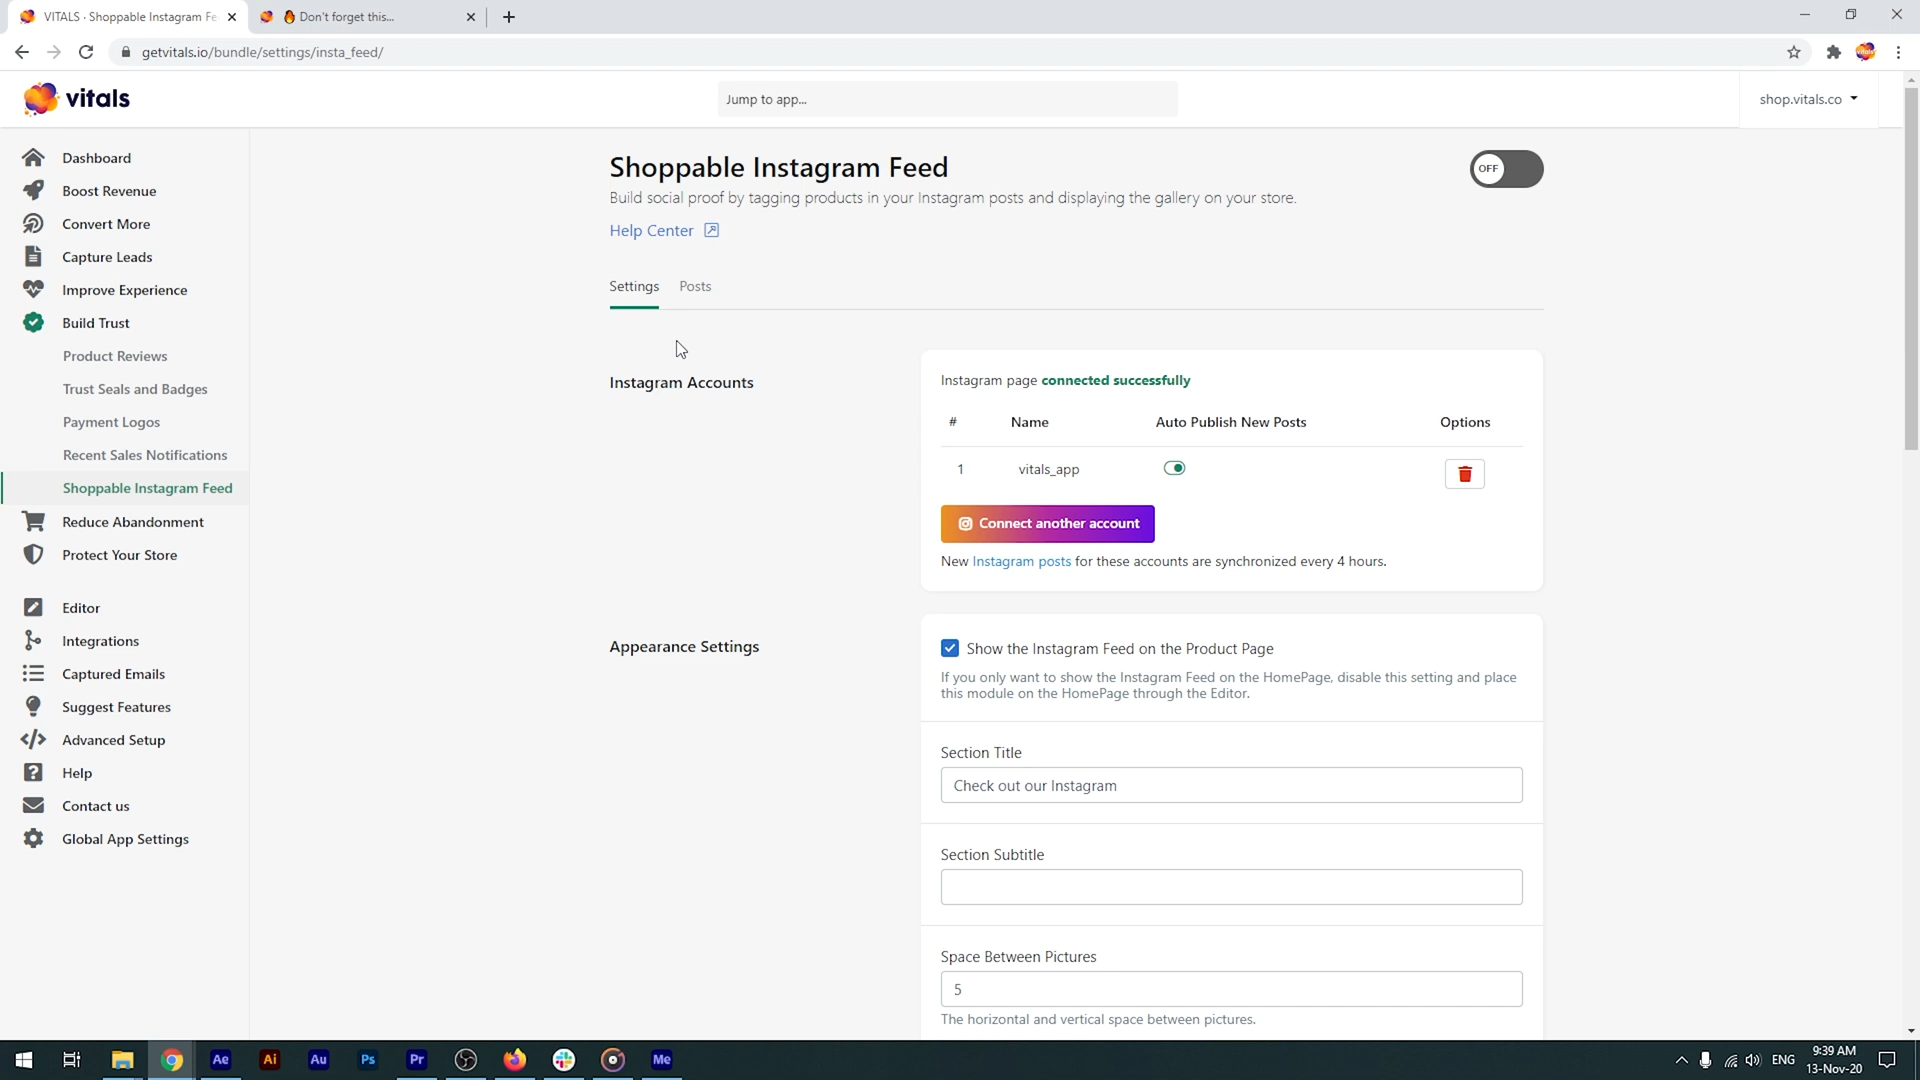 VITALS · Shoppable Instagram Fe
Don't forget this...
getvitals.io/bundle/settings/insta_feed/
vitals
Jump to app...
shop.vitals.co
Dashboard
Boost Revenue
Convert More
Capture Leads
Improve Experience
Build Trust
Product Reviews
Trust Seals and Badges
Payment Logos
Recent Sales Notifications
Shoppable Instagram Feed
Reduce Abandonment
Protect Your Store
Editor
Integrations
Captured Emails
Suggest Features
Advanced Setup
Help
Contact us
Global App Settings
Shoppable Instagram Feed
OFF
Build social proof by tagging products in your Instagram posts and displaying the gallery on your store.
Help Center
Settings Posts
Instagram Accounts
Instagram page connected successfully
# Name Auto Publish New Posts Options
1 vitals_app
Connect another account
New Instagram posts for these accounts are synchronized every 4 hours.
Appearance Settings
Show the Instagram Feed on the Product Page
If you only want to show the Instagram Feed on the HomePage, disable this setting and place
this module on the HomePage through the Editor.
Section Title
Check out our Instagram
Section Subtitle
Space Between Pictures
5
The horizontal and vertical space between pictures.
Ae Ai Au Ps Pr Me
ENG
9:39 AM
13-Nov-20